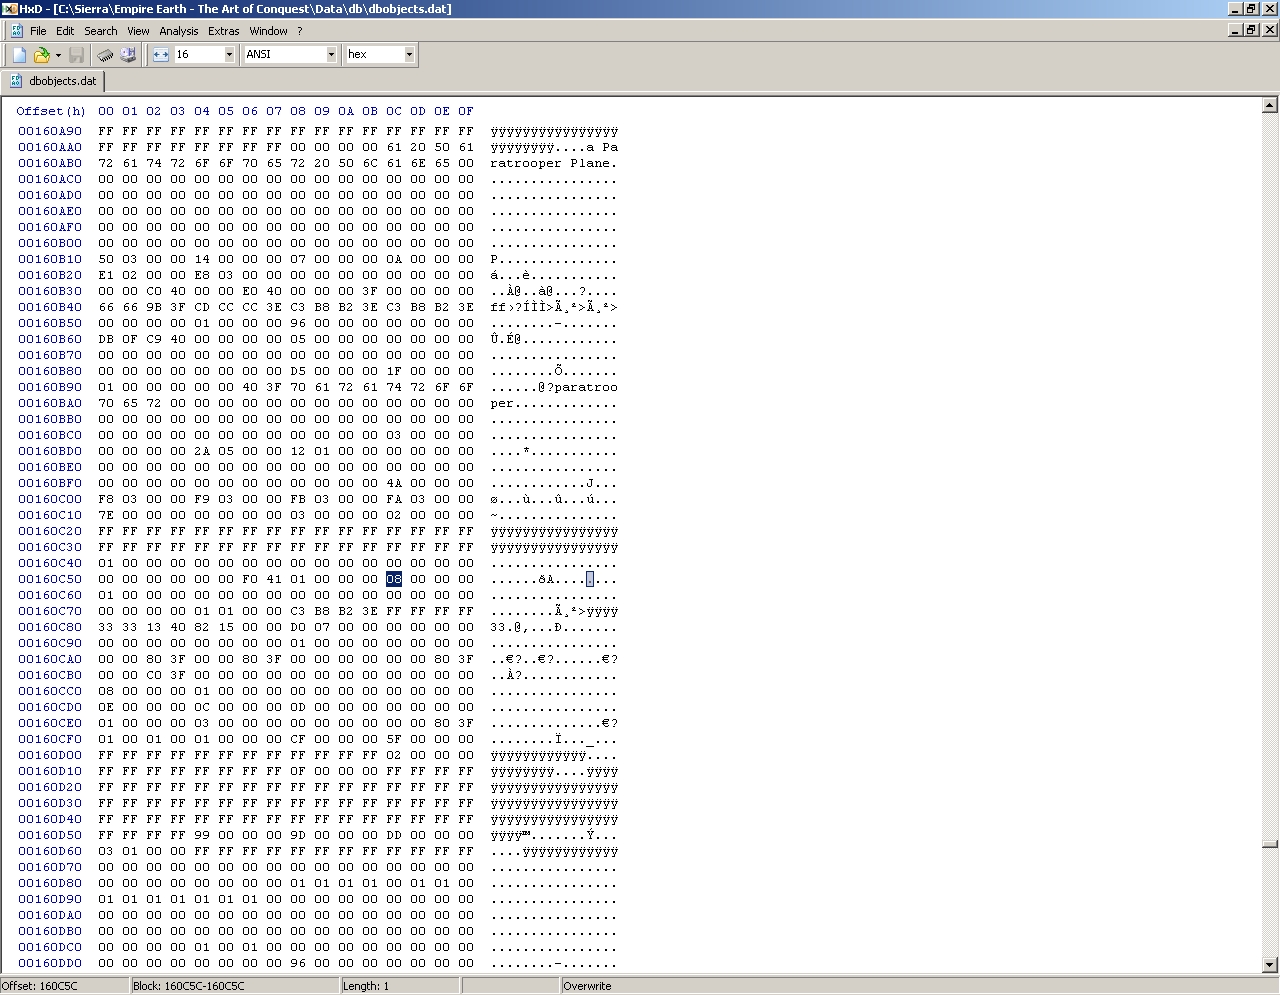 HxD - [C:\Sierra\Empire Earth - The Art of Conquest\Data\db\dbobjects.dat]
File Edit Search View Analysis Extras Window ?
16 ANSI hex
dbobjects.dat
Offset(h) 00 01 02 03 04 05 06 07 08 09 0A 0B 0C 0D 0E 0F
00160A90 FF FF FF FF FF FF FF FF FF FF FF FF FF FF FF FF ÿÿÿÿÿÿÿÿÿÿÿÿÿÿÿÿ
00160AA0 FF FF FF FF FF FF FF FF 00 00 00 00 61 20 50 61 ÿÿÿÿÿÿÿÿ....a Pa
00160AB0 72 61 74 72 6F 6F 70 65 72 20 50 6C 61 6E 65 00 ratrooper Plane.
00160AC0 00 00 00 00 00 00 00 00 00 00 00 00 00 00 00 00 ................
00160AD0 00 00 00 00 00 00 00 00 00 00 00 00 00 00 00 00 ................
00160AE0 00 00 00 00 00 00 00 00 00 00 00 00 00 00 00 00 ................
00160AF0 00 00 00 00 00 00 00 00 00 00 00 00 00 00 00 00 ................
00160B00 00 00 00 00 00 00 00 00 00 00 00 00 00 00 00 00 ................
00160B10 50 03 00 00 14 00 00 00 07 00 00 00 0A 00 00 00 P...............
00160B20 E1 02 00 00 E8 03 00 00 00 00 00 00 00 00 00 00 á...è...........
00160B30 00 00 C0 40 00 00 E0 40 00 00 00 3F 00 00 00 00 ..À@..à@...?....
00160B40 66 66 9B 3F CD CC CC 3E C3 B8 B2 3E C3 B8 B2 3E ff›?ÍÌÌ>Ã¸²>Ã¸²>
00160B50 00 00 00 00 01 00 00 00 96 00 00 00 00 00 00 00 ........–.......
00160B60 DB 0F C9 40 00 00 00 00 05 00 00 00 00 00 00 00 Û.É@............
00160B70 00 00 00 00 00 00 00 00 00 00 00 00 00 00 00 00 ................
00160B80 00 00 00 00 00 00 00 00 D5 00 00 00 1F 00 00 00 ........Õ.......
00160B90 01 00 00 00 00 00 40 3F 70 61 72 61 74 72 6F 6F ......@?paratroo
00160BA0 70 65 72 00 00 00 00 00 00 00 00 00 00 00 00 00 per.............
00160BB0 00 00 00 00 00 00 00 00 00 00 00 00 00 00 00 00 ................
00160BC0 00 00 00 00 00 00 00 00 00 00 00 00 03 00 00 00 ................
00160BD0 00 00 00 00 2A 05 00 00 12 01 00 00 00 00 00 00 ....*...........
00160BE0 00 00 00 00 00 00 00 00 00 00 00 00 00 00 00 00 ................
00160BF0 00 00 00 00 00 00 00 00 00 00 00 00 4A 00 00 00 ............J...
00160C00 F8 03 00 00 F9 03 00 00 FB 03 00 00 FA 03 00 00 ø...ù...û...ú...
00160C10 7E 00 00 00 00 00 00 00 03 00 00 00 02 00 00 00 ~...............
00160C20 FF FF FF FF FF FF FF FF FF FF FF FF FF FF FF FF ÿÿÿÿÿÿÿÿÿÿÿÿÿÿÿÿ
00160C30 FF FF FF FF FF FF FF FF FF FF FF FF FF FF FF FF ÿÿÿÿÿÿÿÿÿÿÿÿÿÿÿÿ
00160C40 01 00 00 00 00 00 00 00 00 00 00 00 00 00 00 00 ................
00160C50 00 00 00 00 00 00 F0 41 01 00 00 00 08 00 00 00 ......ðA........
00160C60 01 00 00 00 00 00 00 00 00 00 00 00 00 00 00 00 ................
00160C70 00 00 00 00 01 01 00 00 C3 B8 B2 3E FF FF FF FF ........Ã¸²>ÿÿÿÿ
00160C80 33 33 13 40 82 15 00 00 D0 07 00 00 00 00 00 00 33.@‚...Ð.......
00160C90 00 00 00 00 00 00 00 00 01 00 00 00 00 00 00 00 ................
00160CA0 00 00 80 3F 00 00 80 3F 00 00 00 00 00 00 80 3F ..€?..€?......€?
00160CB0 00 00 C0 3F 00 00 00 00 00 00 00 00 00 00 00 00 ..À?............
00160CC0 08 00 00 00 01 00 00 00 00 00 00 00 00 00 00 00 ................
00160CD0 0E 00 00 00 0C 00 00 00 0D 00 00 00 00 00 00 00 ................
00160CE0 01 00 00 00 03 00 00 00 00 00 00 00 00 00 80 3F ..............€?
00160CF0 01 00 01 00 01 00 00 00 CF 00 00 00 5F 00 00 00 ........Ï..._...
00160D00 FF FF FF FF FF FF FF FF FF FF FF FF 02 00 00 00 ÿÿÿÿÿÿÿÿÿÿÿÿ....
00160D10 FF FF FF FF FF FF FF FF 0F 00 00 00 FF FF FF FF ÿÿÿÿÿÿÿÿ....ÿÿÿÿ
00160D20 FF FF FF FF FF FF FF FF FF FF FF FF FF FF FF FF ÿÿÿÿÿÿÿÿÿÿÿÿÿÿÿÿ
00160D30 FF FF FF FF FF FF FF FF FF FF FF FF FF FF FF FF ÿÿÿÿÿÿÿÿÿÿÿÿÿÿÿÿ
00160D40 FF FF FF FF FF FF FF FF FF FF FF FF FF FF FF FF ÿÿÿÿÿÿÿÿÿÿÿÿÿÿÿÿ
00160D50 FF FF FF FF 99 00 00 00 9D 00 00 00 DD 00 00 00 ÿÿÿÿ™.......Ý...
00160D60 03 01 00 00 FF FF FF FF FF FF FF FF FF FF FF FF ....ÿÿÿÿÿÿÿÿÿÿÿÿ
00160D70 00 00 00 00 00 00 00 00 00 00 00 00 00 00 00 00 ................
00160D80 00 00 00 00 00 00 00 00 01 01 01 01 00 01 01 00 ................
00160D90 01 01 01 01 01 01 01 00 00 00 00 00 00 00 00 00 ................
00160DA0 00 00 00 00 00 00 00 00 00 00 00 00 00 00 00 00 ................
00160DB0 00 00 00 00 00 00 00 00 00 00 00 00 00 00 00 00 ................
00160DC0 00 00 00 00 01 00 01 00 00 00 00 00 00 00 00 00 ................
00160DD0 00 00 00 00 00 00 00 00 96 00 00 00 00 00 00 00 ........–.......
Offset: 160C5C Block: 160C5C-160C5C Length: 1 Overwrite